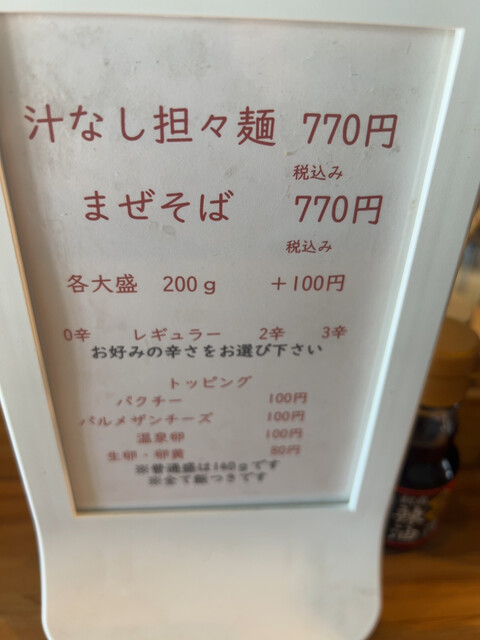 汁なし担々麺 770円
税込み
まぜそば 770円
税込み
各大盛 200g +100円
0辛 レギュラー 2辛 3辛
お好みの辛さをお選び下さい
トッピング
パクチー 100円
パルメザンチーズ 100円
温泉卵 100円
生卵・卵黄 80円
※普通盛は160gです
※全て飯つきです
辣油